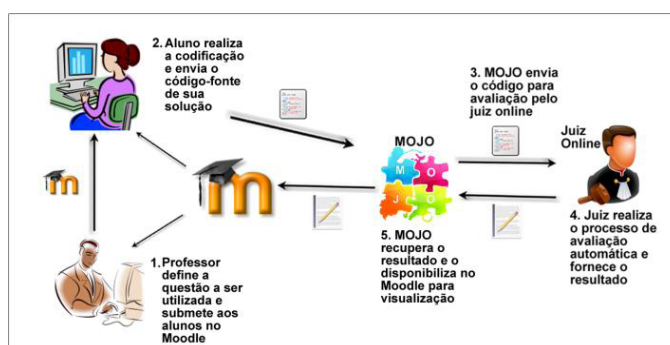 2. Aluno realiza
a codificação
e envia o
código-fonte
de sua
solução
3. MOJO envia
o código para
avaliação pelo
juiz online
MOJO
M
O
J
O
Juiz
Online
m
m
1. Professor
define a
questão a ser
utilizada e
submete aos
alunos no
Moodle
5. MOJO
recupera o
resultado e o
disponibiliza no
Moodle para
visualização
4. Juiz realiza
o processo de
avaliação
automática e
fornece o
resultado